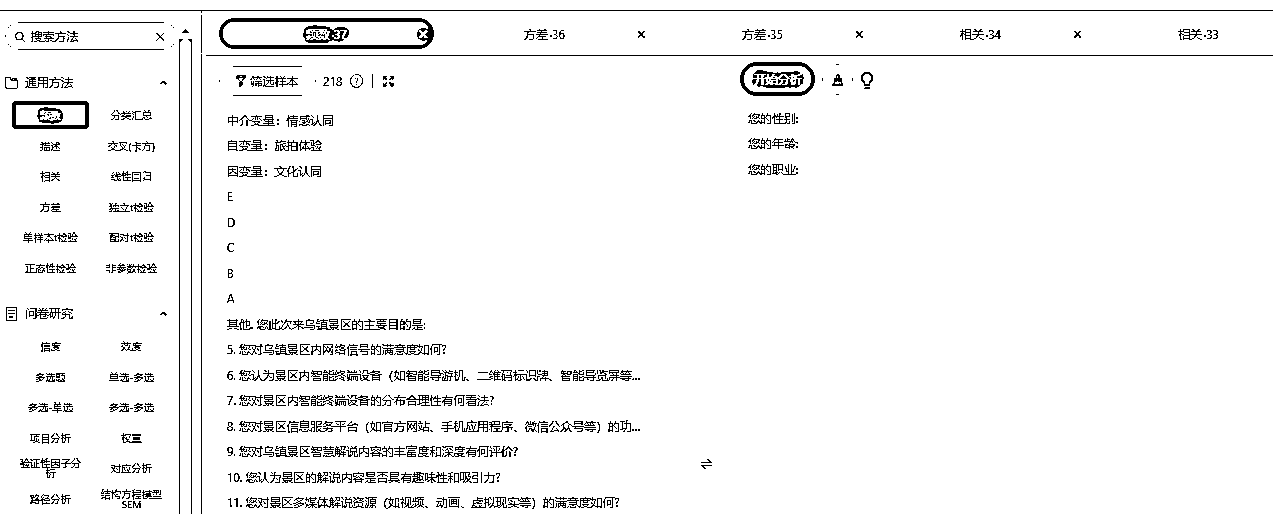 搜索方法
通用方法
频数 分类汇总
描述 交叉(卡方)
相关 线性回归
方差 独立t检验
单样本t检验 配对t检验
正态性检验 非参数检验
问卷研究
信度 效度
多选题 单选-多选
多选-单选 多选-多选
项目分析 权重
验证性因子分析 对应分析
路径分析 结构方程模型SEM
频数-37 方差-36 方差-35 相关-34 相关-33
筛选样本 218
中介变量：情感认同
自变量：旅拍体验
因变量：文化认同
E
D
C
B
A
其他. 您此次来乌镇景区的主要目的是:
5. 您对乌镇景区内网络信号的满意度如何?
6. 您认为景区内智能终端设备（如智能导游机、二维码标识牌、智能导览屏等...
7. 您对景区内智能终端设备的分布合理性有何看法?
8. 您对景区信息服务平台（如官方网站、手机应用程序、微信公众号等）的功...
9. 您对乌镇景区智慧解说内容的丰富度和深度有何评价?
10. 您认为景区的解说内容是否具有趣味性和吸引力?
11. 您对景区多媒体解说资源（如视频、动画、虚拟现实等）的满意度如何?
开始分析
您的性别:
您的年龄:
您的职业: